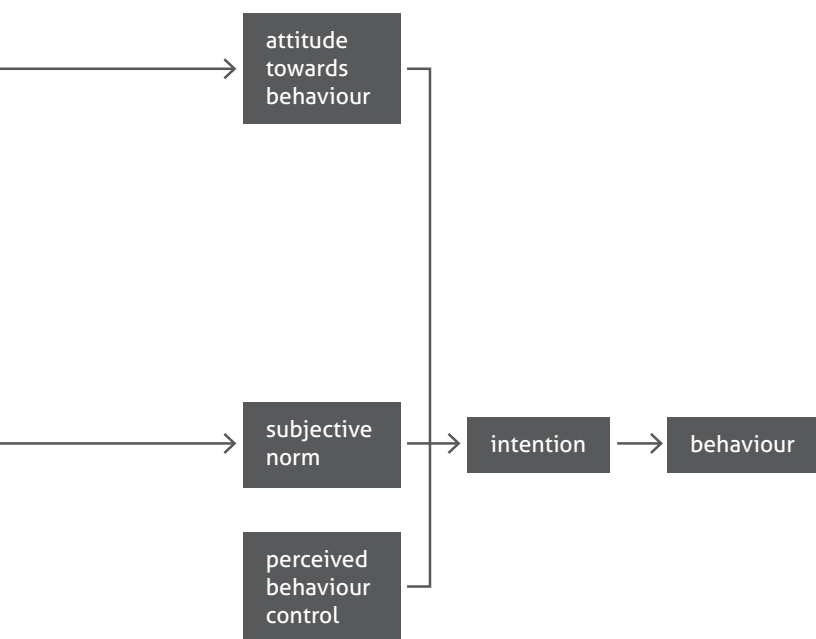 attitude
towards
behaviour
subjective
norm
intention
behaviour
perceived
behaviour
control